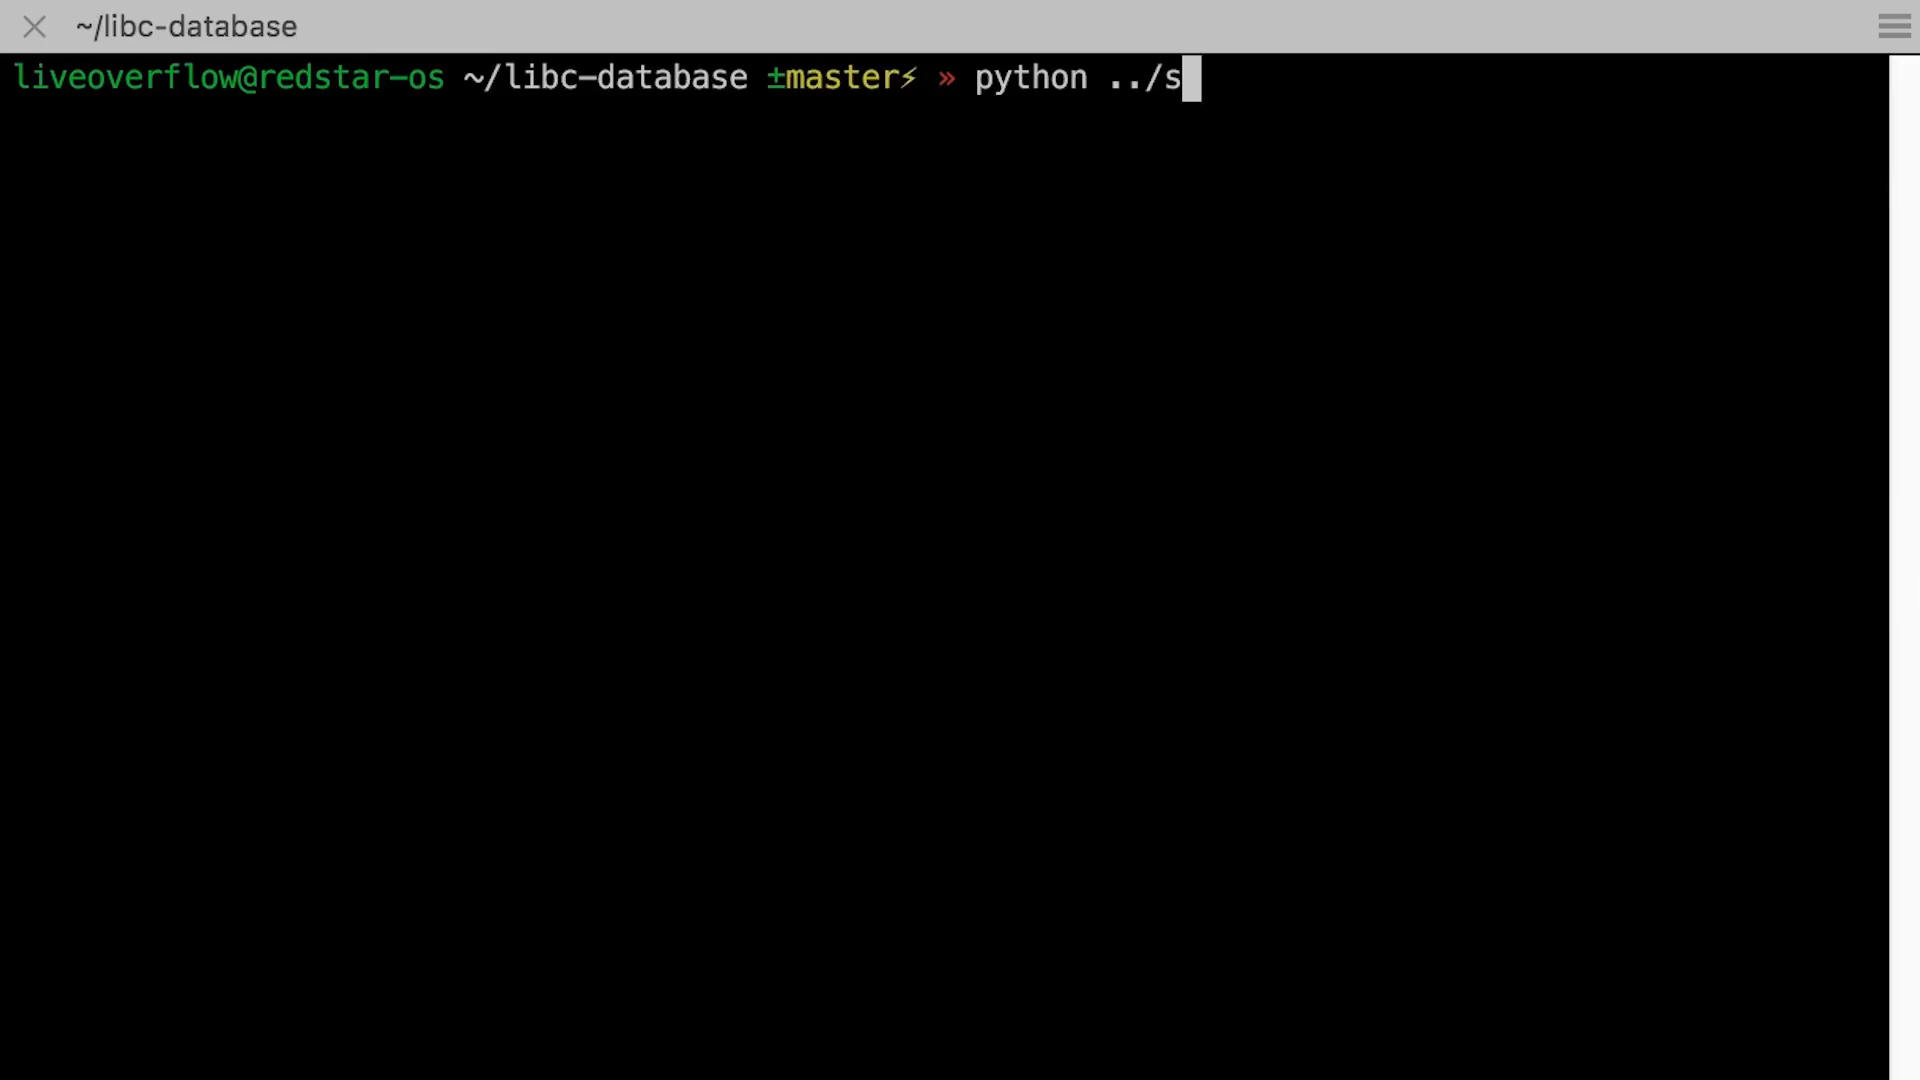 ~/libc-database
liveoverflow@redstar-os ~/libc-database ±master⚡ » python ../s